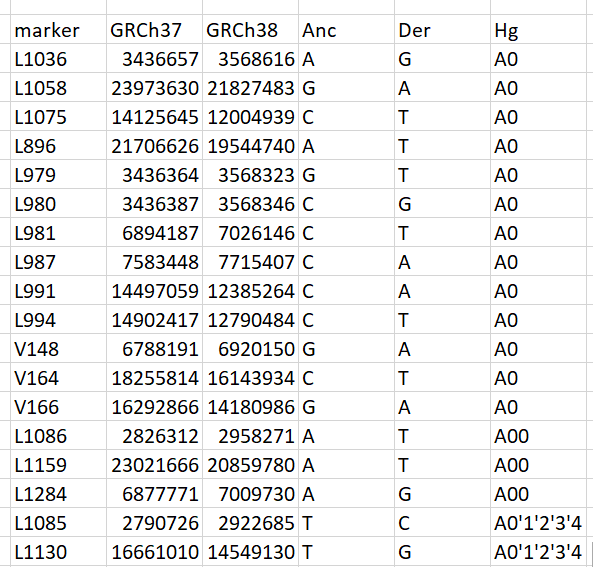 marker GRCh37 GRCh38 Anc Der Hg
L1036 3436657 3568616 A G A0
L1058 23973630 21827483 G A A0
L1075 14125645 12004939 C T A0
L896 21706626 19544740 A T A0
L979 3436364 3568323 G T A0
L980 3436387 3568346 C G A0
L981 6894187 7026146 C T A0
L987 7583448 7715407 C A A0
L991 14497059 12385264 C A A0
L994 14902417 12790484 C T A0
V148 6788191 6920150 G A A0
V164 18255814 16143934 C T A0
V166 16292866 14180986 G A A0
L1086 2826312 2958271 A T A00
L1159 23021666 20859780 A T A00
L1284 6877771 7009730 A G A00
L1085 2790726 2922685 T C A0'1'2'3'4
L1130 16661010 14549130 T G A0'1'2'3'4